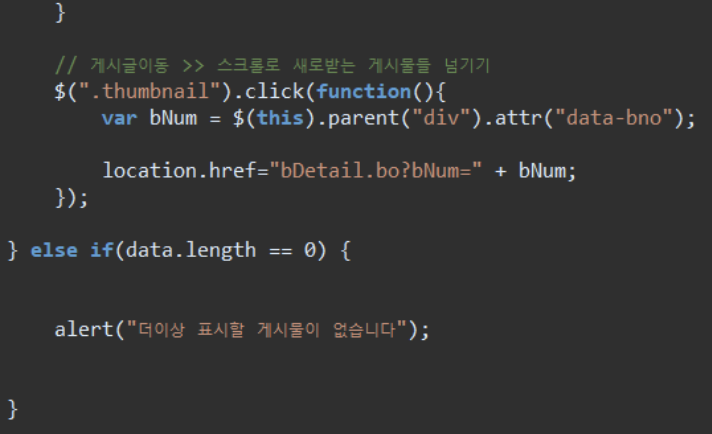 }
// 게시글이동 >> 스크롤로 새로받는 게시물들 넘기기
$(".thumbnail").click(function(){
var bNum = $(this).parent("div").attr("data-bno");
location.href="bDetail.bo?bNum=" + bNum;
});
} else if(data.length == 0) {
alert("더이상 표시할 게시물이 없습니다");
}